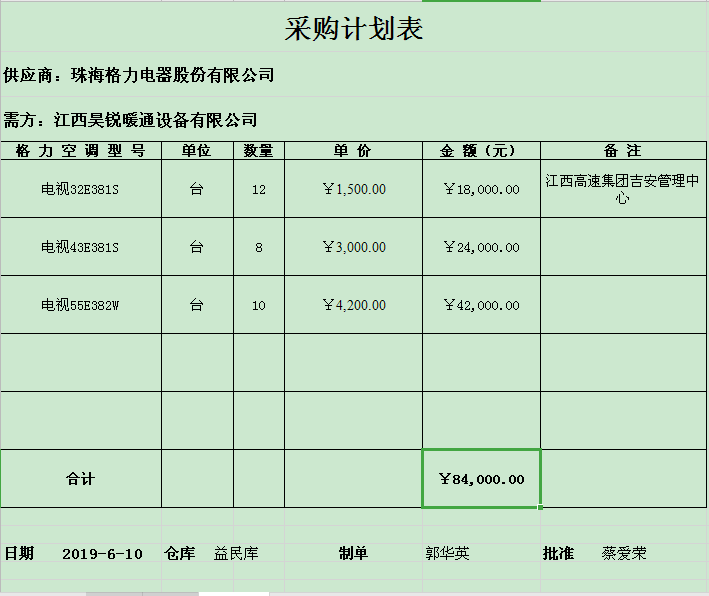 采购计划表
供应商：珠海格力电器股份有限公司
需方：江西昊锐暖通设备有限公司
格 力 空 调 型 号 单位 数量 单 价 金 额（元） 备 注
电视32E381S 台 12 ￥1,500.00 ￥18,000.00 江西高速集团吉安管理中
心
电视43E381S 台 8 ￥3,000.00 ￥24,000.00
电视55E382W 台 10 ￥4,200.00 ￥42,000.00
合计 ￥84,000.00
日期 2019-6-10 仓库 益民库 制单 郭华英 批准 蔡爱荣